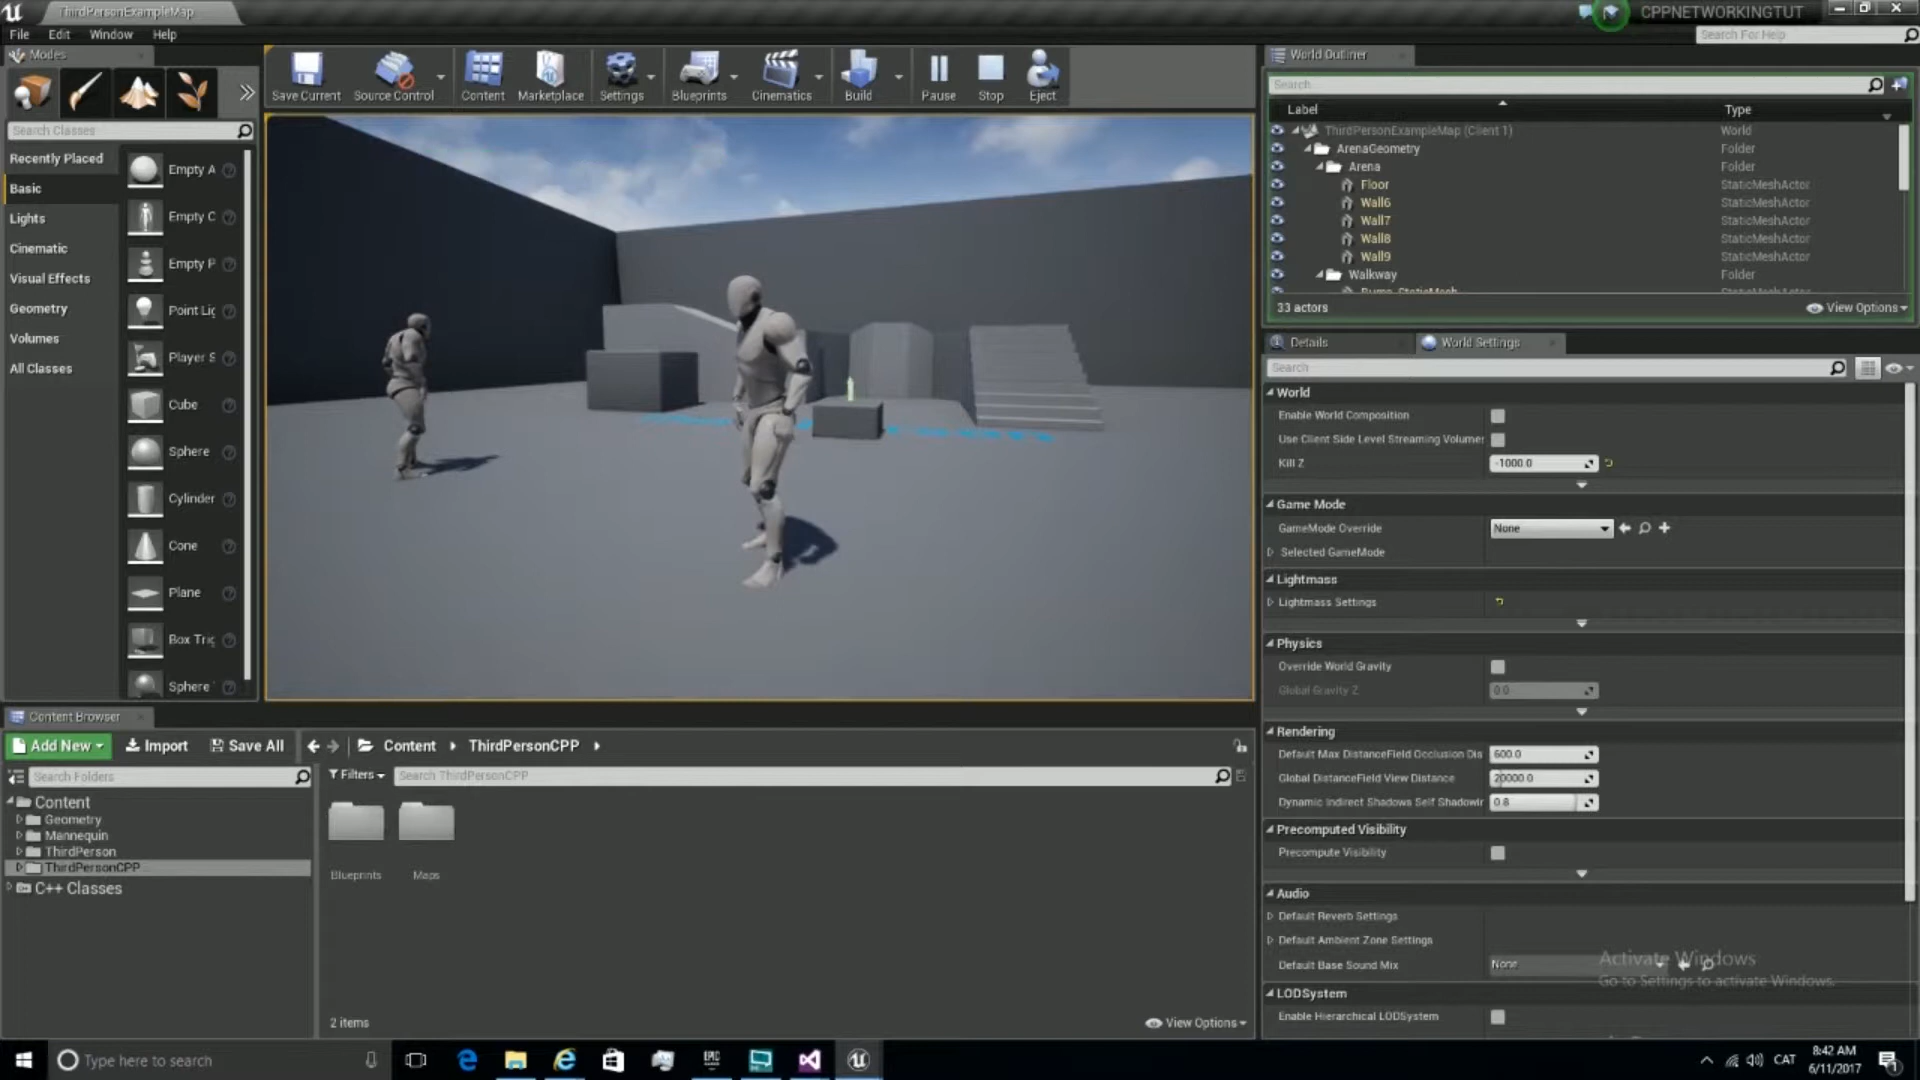 ThirdPersonExampleMap
CPPNETWORKINGTUT
File Edit Window Help
Search For Help
Modes
Save Current
Source Control
Content
Marketplace
Settings
Blueprints
Cinematics
Build
Pause
Stop
Eject
Search Classes
Recently Placed
Basic
Lights
Cinematic
Visual Effects
Geometry
Volumes
All Classes
Empty A
Empty C
Empty P
Point Lig
Player S
Cube
Sphere
Cylinder
Cone
Plane
Box Trig
Sphere
World Outliner
Search
Label Type
ThirdPersonExampleMap (Client 1) World
ArenaGeometry Folder
Arena Folder
Floor StaticMeshActor
Wall6 StaticMeshActor
Wall7 StaticMeshActor
Wall8 StaticMeshActor
Wall9 StaticMeshActor
Walkway Folder
33 actors
View Options
Details
World Settings
Search
World
Enable World Composition
Use Client Side Level Streaming Volumes
Kill Z -1000.0
Game Mode
GameMode Override None
Selected GameMode
Lightmass
Lightmass Settings
Physics
Override World Gravity
Global Gravity Z 0.0
Rendering
Default Max DistanceField Occlusion Dis 600.0
Global DistanceField View Distance 20000.0
Dynamic Indirect Shadows Self Shadowin 0.8
Precomputed Visibility
Precompute Visibility
Audio
Default Reverb Settings
Default Ambient Zone Settings
Default Base Sound Mix None
LODSystem
Enable Hierarchical LODSystem
Activate Windows
Go to Settings to activate Windows.
Content Browser
Add New
Import
Save All
Content
ThirdPersonCPP
Search Folders
Filters
Search ThirdPersonCPP
Content
Geometry
Mannequin
ThirdPerson
ThirdPersonCPP
C++ Classes
Blueprints
Maps
2 items
View Options
Type here to search
EPIC
CAT
8:42 AM
6/11/2017
1